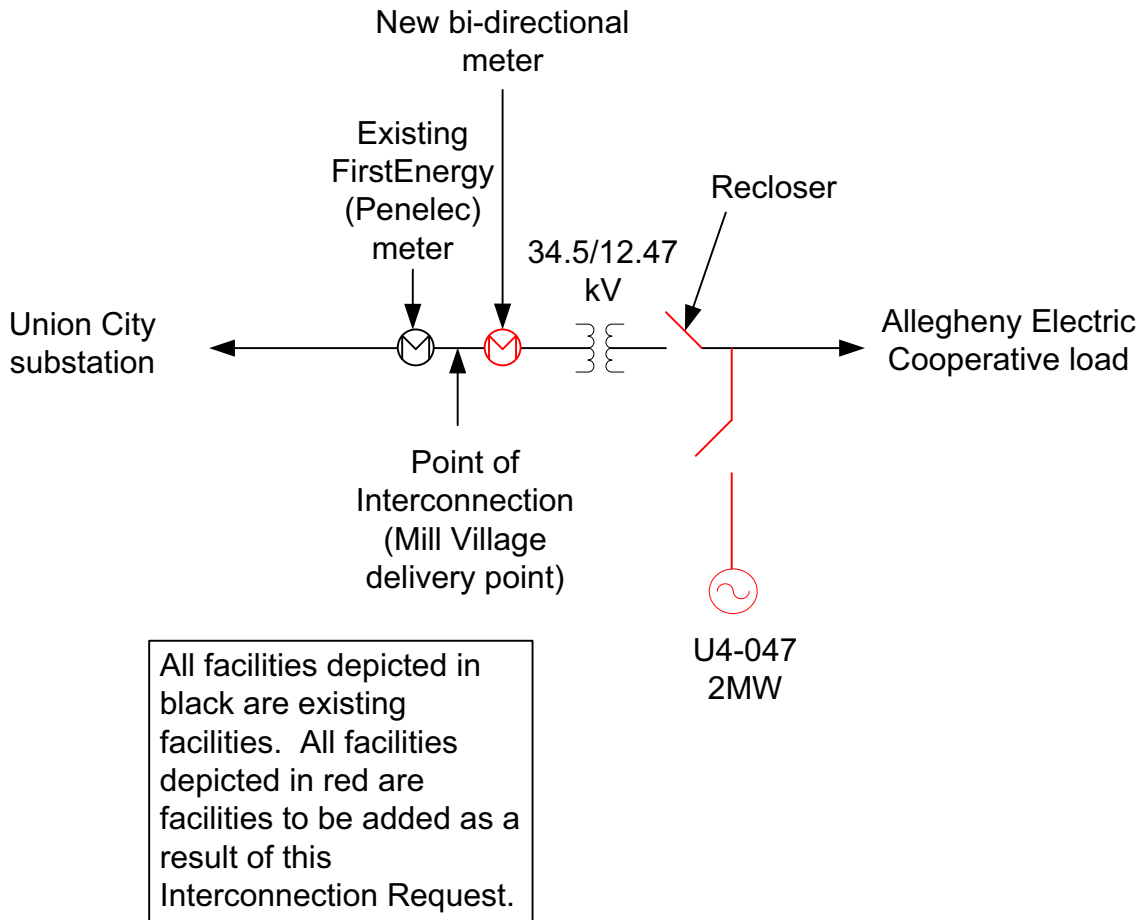 New bi-directional
meter
Existing
FirstEnergy
(Penelec)
meter
Recloser
34.5/12.47
kV
Union City
substation
Allegheny Electric
Cooperative load
Point of
Interconnection
(Mill Village
delivery point)
U4-047
2MW
All facilities depicted in
black are existing
facilities.  All facilities
depicted in red are
facilities to be added as a
result of this
Interconnection Request.